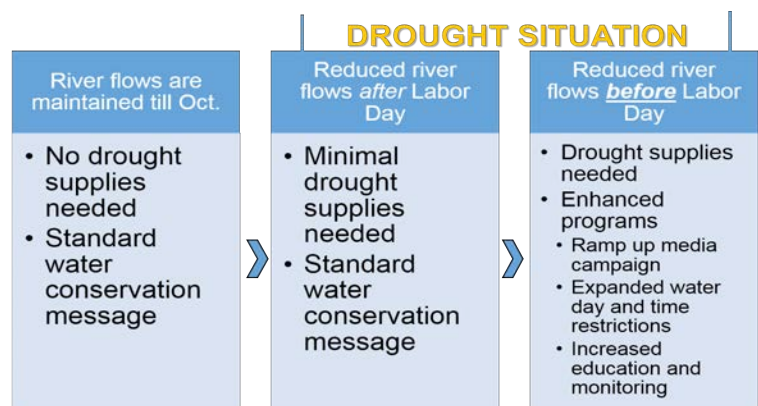 DROUGHT SITUATION
River flows are
maintained till Oct.
• No drought
supplies
needed
• Standard
water
conservation
message
Reduced river
flows after Labor
Day
• Minimal
drought
supplies
needed
• Standard
water
conservation
message
Reduced river
flows before Labor
Day
• Drought supplies
needed
• Enhanced
programs
• Ramp up media
campaign
• Expanded water
day and time
restrictions
• Increased
education and
monitoring